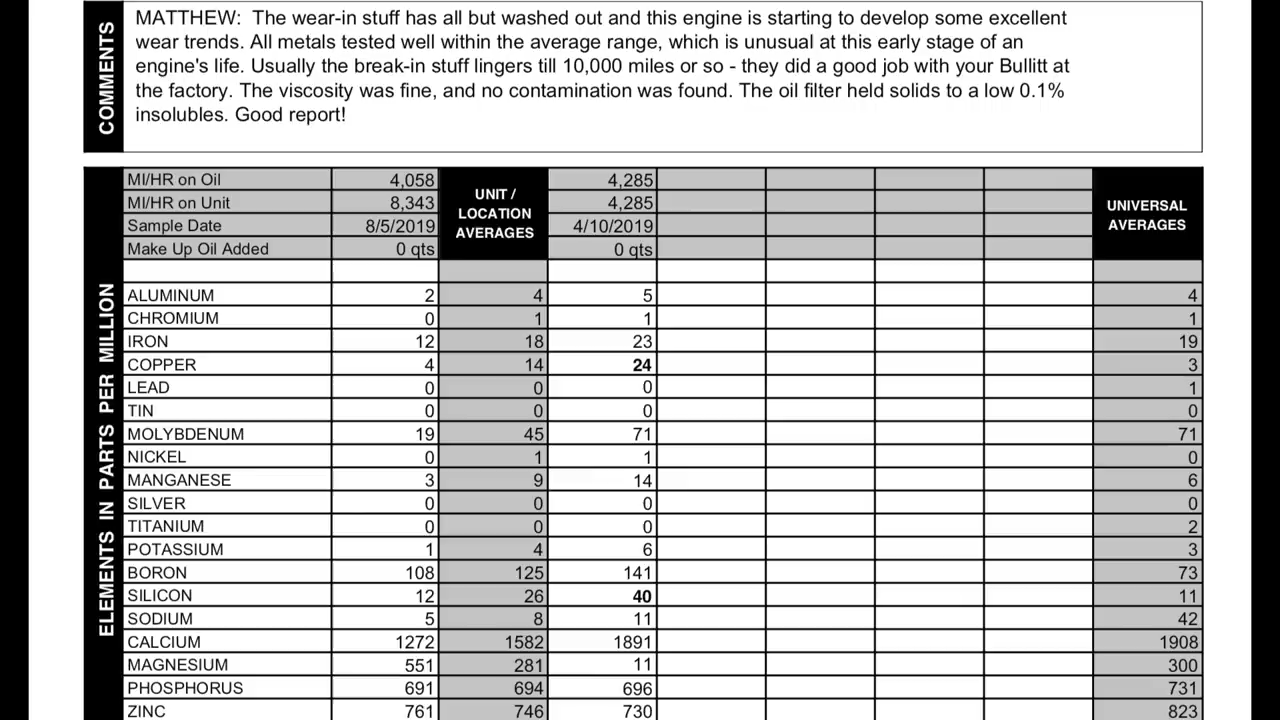 COMMENTS
MATTHEW: The wear-in stuff has all but washed out and this engine is starting to develop some excellent
wear trends. All metals tested well within the average range, which is unusual at this early stage of an
engine's life. Usually the break-in stuff lingers till 10,000 miles or so - they did a good job with your Bullitt at
the factory. The viscosity was fine, and no contamination was found. The oil filter held solids to a low 0.1%
insolubles. Good report!
ELEMENTS IN PARTS PER MILLION
MI/HR on Oil 4,058 4,285
MI/HR on Unit 8,343 4,285
Sample Date 8/5/2019 4/10/2019
Make Up Oil Added 0 qts 0 qts
UNIT /
LOCATION
AVERAGES
UNIVERSAL
AVERAGES
ALUMINUM 2 4 5 4
CHROMIUM 0 1 1 1
IRON 12 18 23 19
COPPER 4 14 24 3
LEAD 0 0 0 1
TIN 0 0 0 0
MOLYBDENUM 19 45 71 71
NICKEL 0 1 1 0
MANGANESE 3 9 14 6
SILVER 0 0 0 0
TITANIUM 0 0 0 2
POTASSIUM 1 4 6 3
BORON 108 125 141 73
SILICON 12 26 40 11
SODIUM 5 8 11 42
CALCIUM 1272 1582 1891 1908
MAGNESIUM 551 281 11 300
PHOSPHORUS 691 694 696 731
ZINC 761 746 730 823